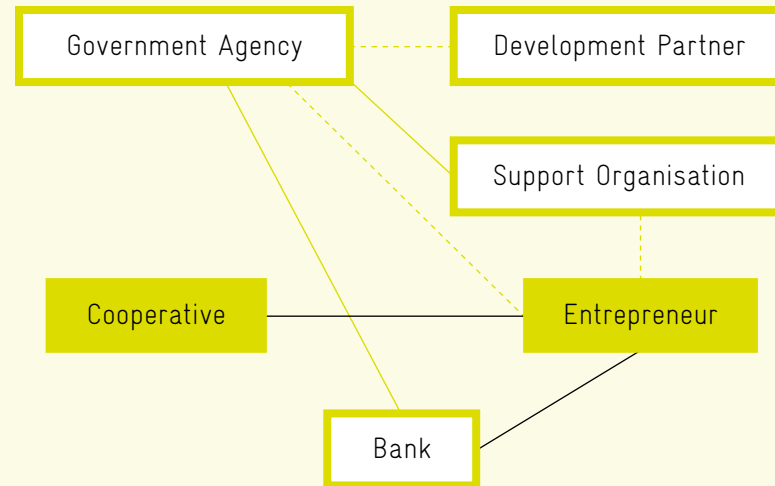 Government Agency
Development Partner
Support Organisation
Cooperative
Entrepreneur
Bank